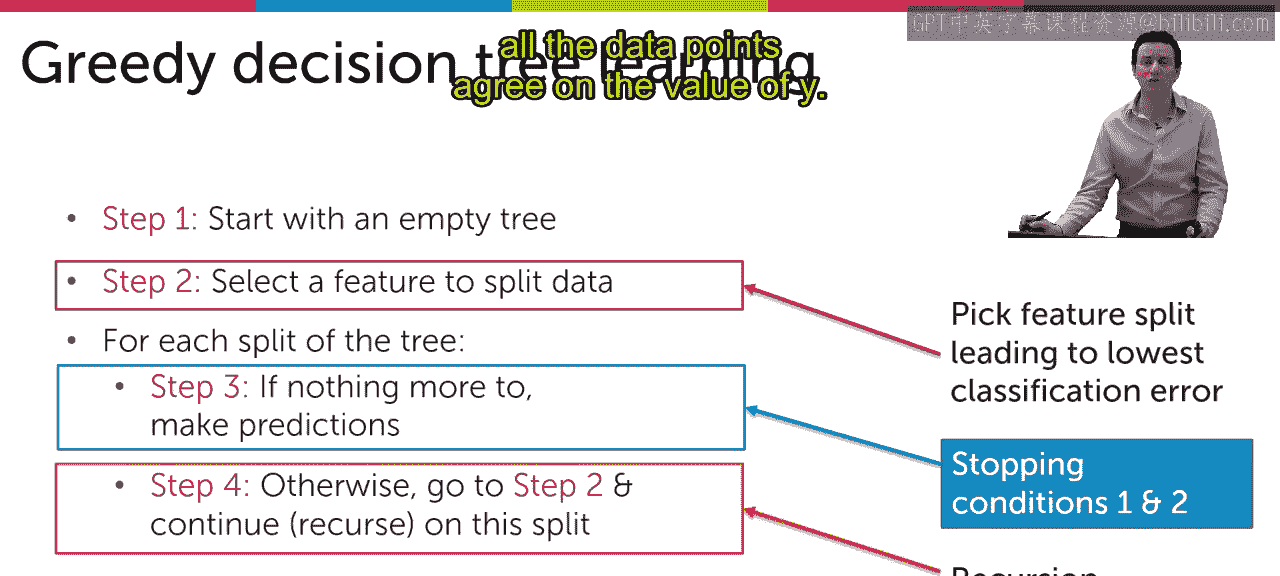 GPT中英字幕课程资源@bilibili.com
Greedy decision tree learning
all the data points
agree on the value of y.
• Step 1: Start with an empty tree
• Step 2: Select a feature to split data
• For each split of the tree:
• Step 3: If nothing more to,
make predictions
• Step 4: Otherwise, go to Step 2 &
continue (recurse) on this split
Pick feature split
leading to lowest
classification error
Stopping
conditions 1 & 2
Recursion